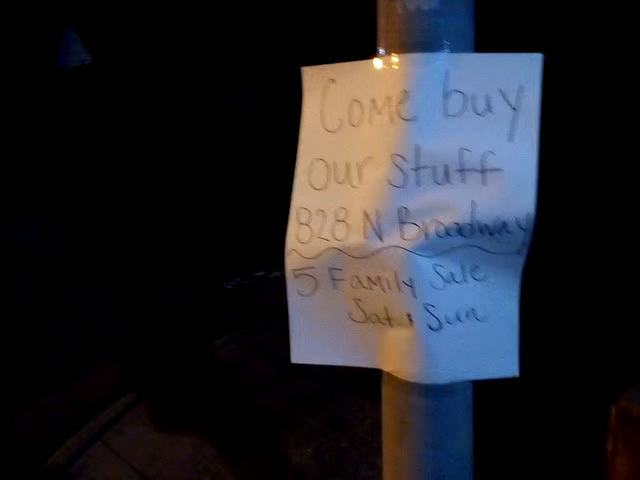 Come buy
our stuff
828 N Broadway
5 Family Sale
Sat & Sun